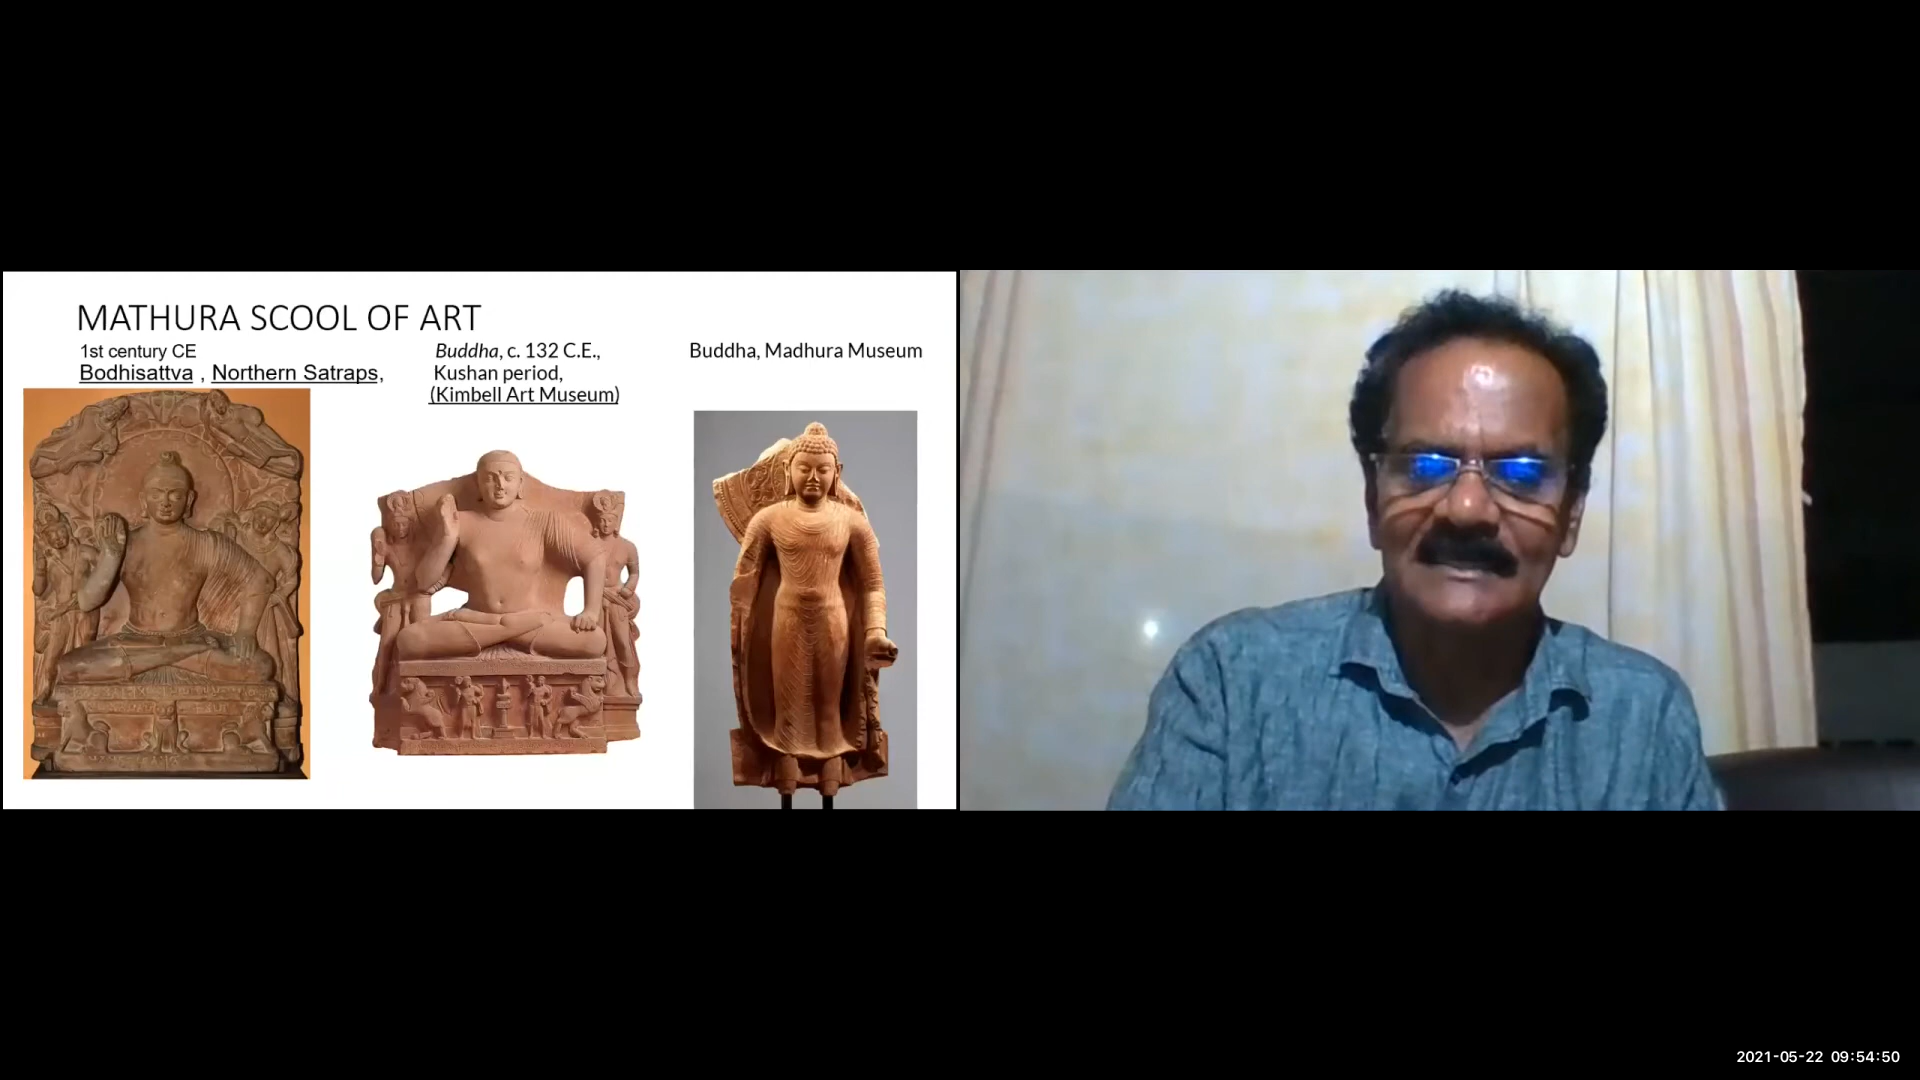 MATHURA SCOOL OF ART
1st century CE
Bodhisattva , Northern Satraps,
Buddha, c. 132 C.E.,
Kushan period,
(Kimbell Art Museum)
Buddha, Madhura Museum
2021-05-22 09:54:50